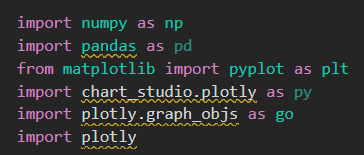 import numpy as np
import pandas as pd
from matplotlib import pyplot as plt
import chart_studio.plotly as py
import plotly.graph_objs as go
import plotly